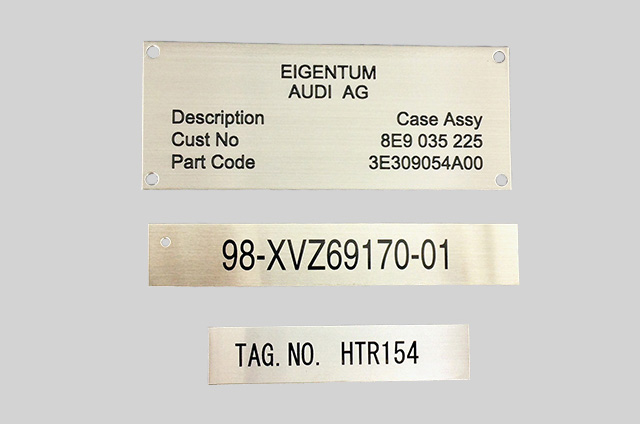 EIGENTUM
AUDI AG
Description Case Assy
Cust No 8E9 035 225
Part Code 3E309054A00
98-XVZ69170-01
TAG.NO. HTR154